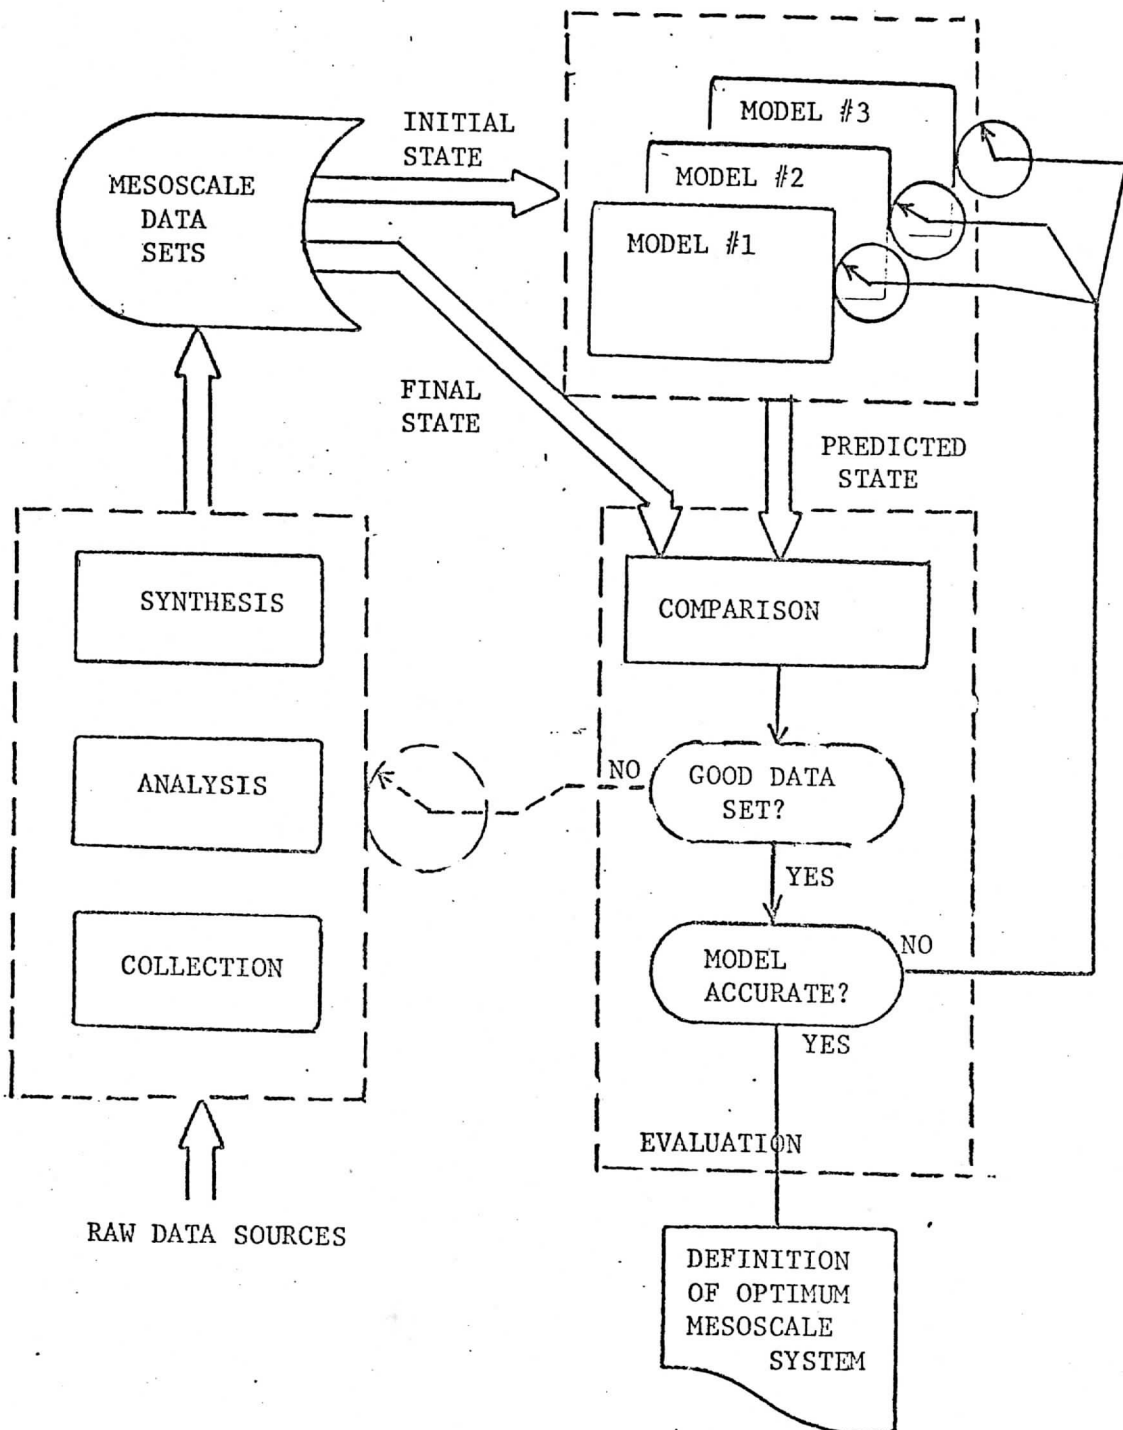 INITIAL
STATE
MESOSCALE
DATA
SETS
MODEL #3
MODEL #2
MODEL #1
FINAL
STATE
PREDICTED
STATE
SYNTHESIS
ANALYSIS
COLLECTION
RAW DATA SOURCES
COMPARISON
NO
GOOD DATA
SET?
YES
MODEL
ACCURATE?
NO
YES
EVALUATION
DEFINITION
OF OPTIMUM
MESOSCALE
SYSTEM